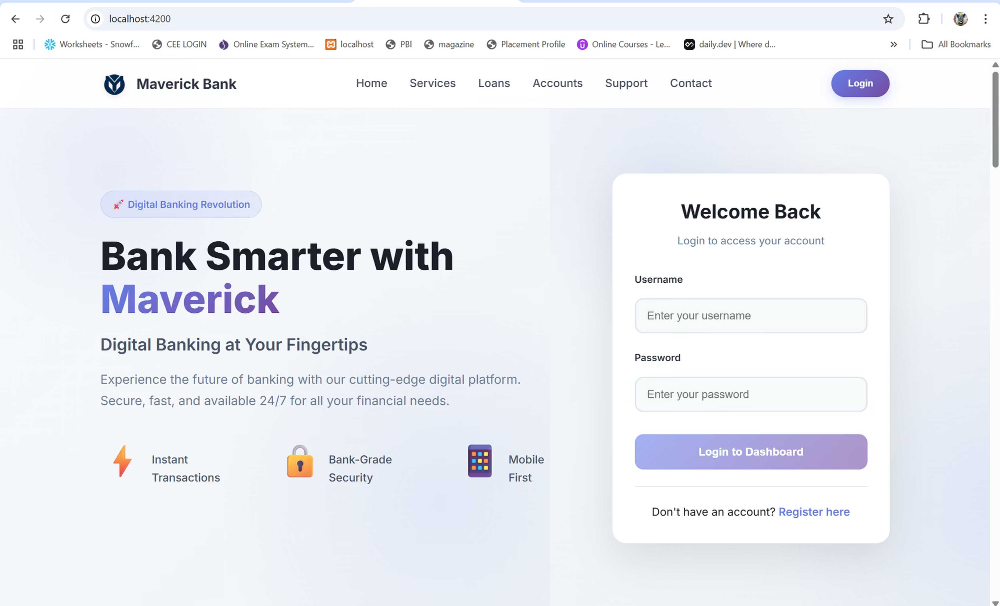 localhost:4200
Worksheets - Snowf...
CEE LOGIN
Online Exam System...
localhost
PBI
magazine
Placement Profile
Online Courses - Le...
daily.dev | Where d...
All Bookmarks
Maverick Bank
Home
Services
Loans
Accounts
Support
Contact
Login
🚀 Digital Banking Revolution
Bank Smarter with
Maverick
Digital Banking at Your Fingertips
Experience the future of banking with our cutting-edge digital platform.
Secure, fast, and available 24/7 for all your financial needs.
Instant
Transactions
Bank-Grade
Security
Mobile
First
Welcome Back
Login to access your account
Username
Enter your username
Password
Enter your password
Login to Dashboard
Don't have an account? Register here